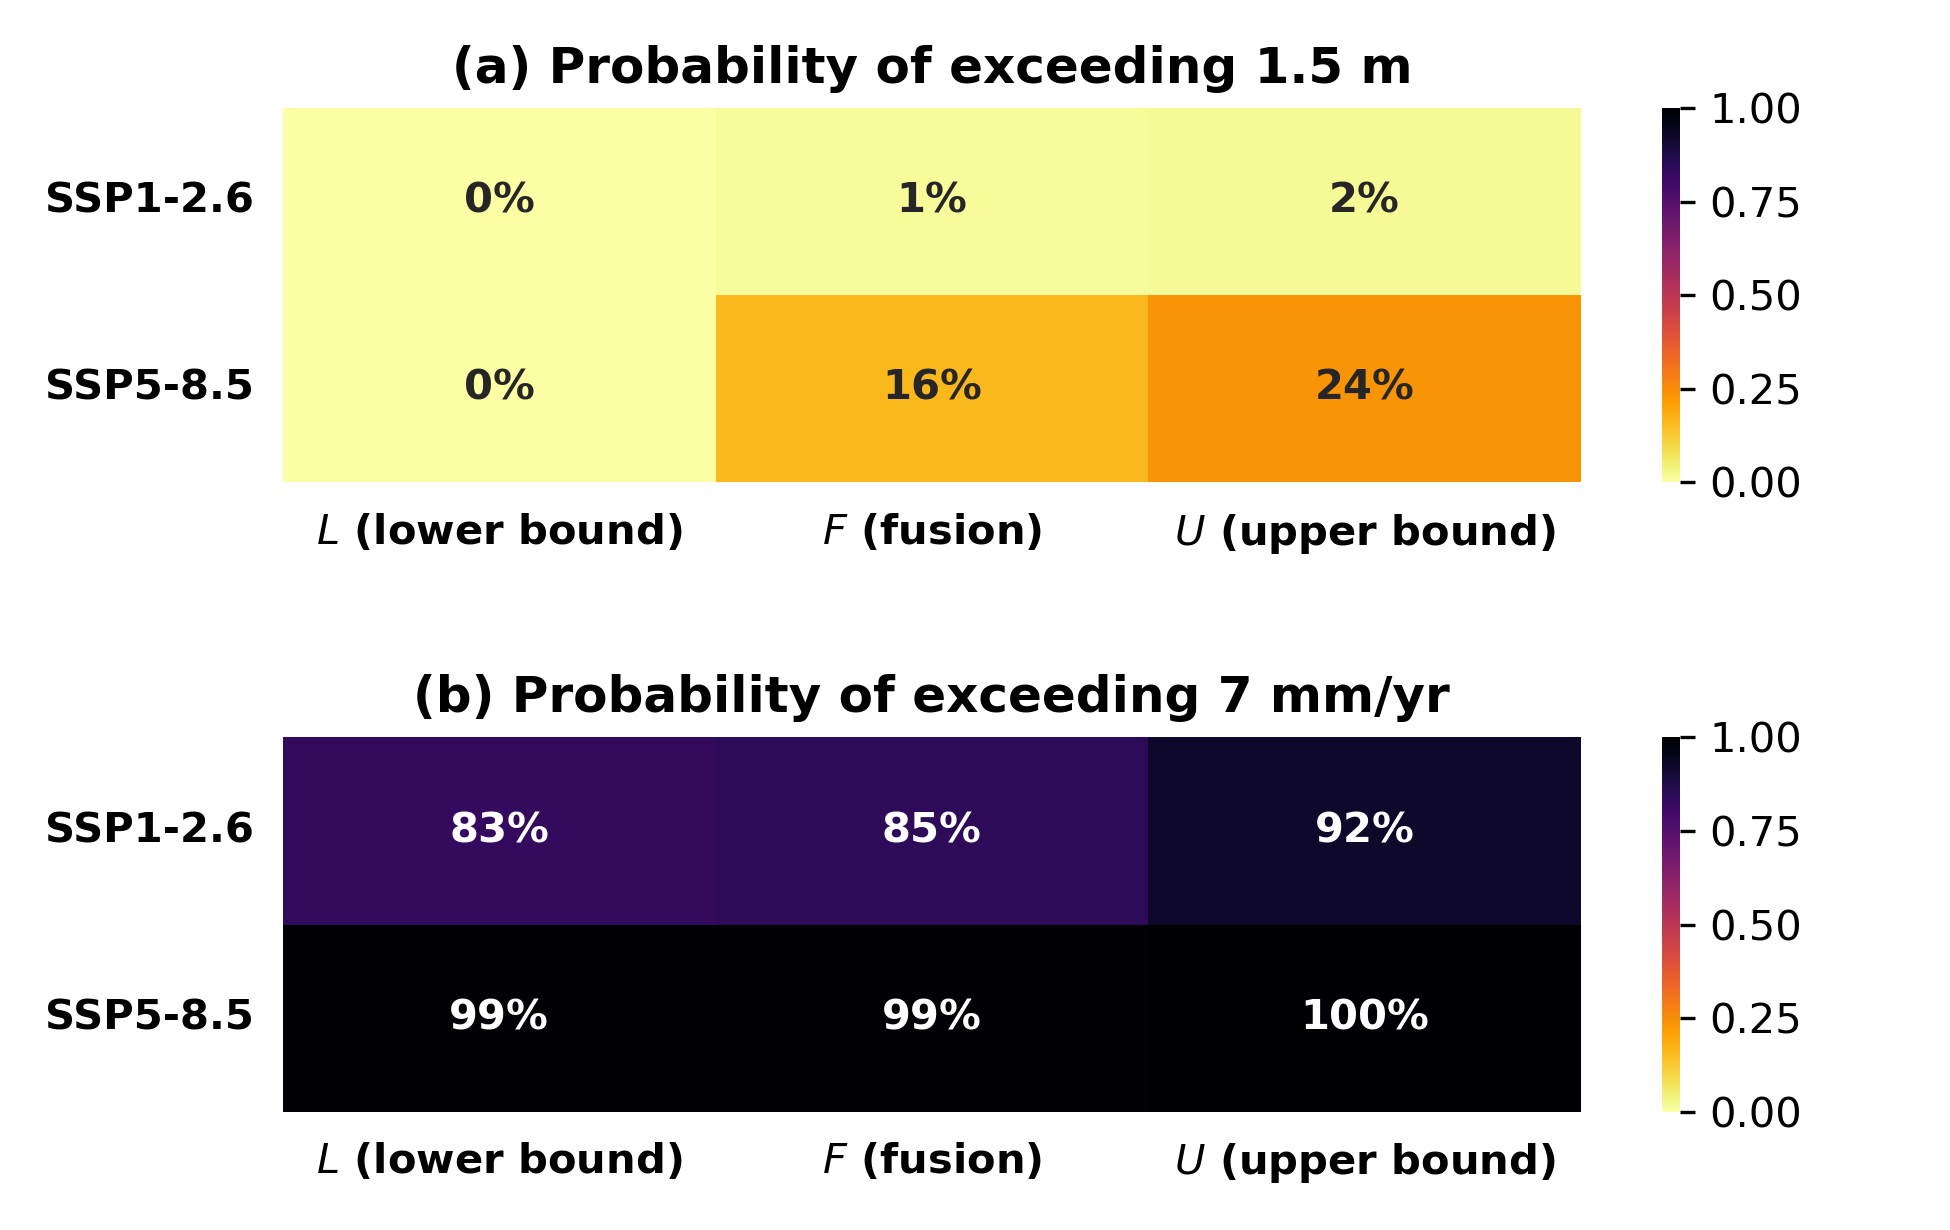 (a) Probability of exceeding 1.5 m
SSP1-2.6
0%
1%
2%
SSP5-8.5
0%
16%
24%
L (lower bound)
F (fusion)
U (upper bound)
1.00
0.75
0.50
0.25
0.00
(b) Probability of exceeding 7 mm/yr
SSP1-2.6
83%
85%
92%
SSP5-8.5
99%
99%
100%
L (lower bound)
F (fusion)
U (upper bound)
1.00
0.75
0.50
0.25
0.00